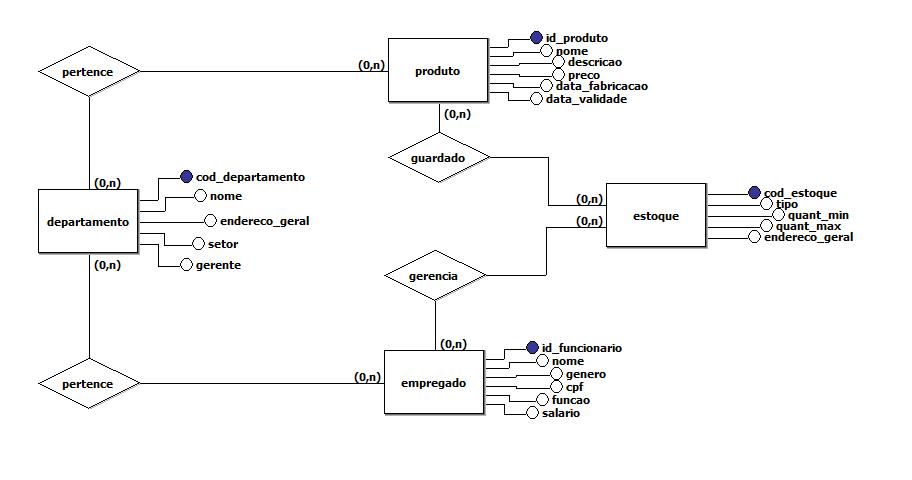 pertence
(0,n)
produto
id_produto
nome
descricao
preco
data_fabricacao
data_validade
(0,n)
guardado
(0,n)
departamento
cod_departamento
nome
endereco_geral
setor
gerente
(0,n)
(0,n)
(0,n)
estoque
cod_estoque
tipo
quant_min
quant_max
endereco_geral
gerencia
(0,n)
pertence
(0,n)
empregado
id_funcionario
nome
genero
cpf
funcao
salario